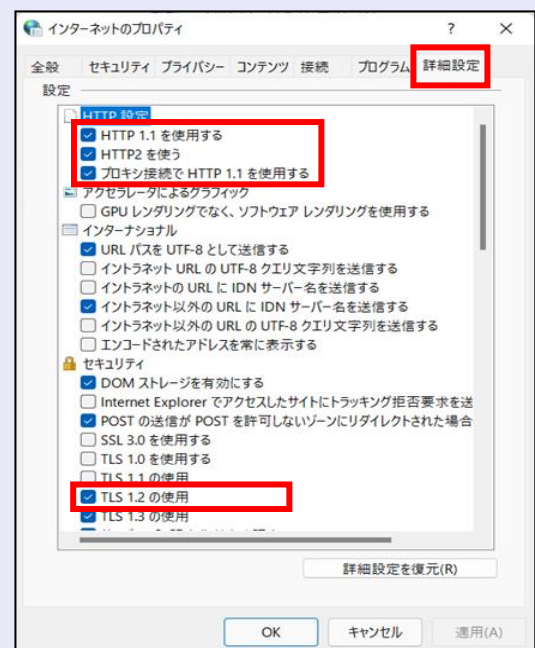 インターネットのプロパティ
?
×
全般 セキュリティ プライバシー コンテンツ 接続 プログラム 詳細設定
設定
HTTP 設定
HTTP 1.1 を使用する
HTTP2 を使う
プロキシ接続で HTTP 1.1 を使用する
アクセラレータによるグラフィック
GPU レンダリングでなく、ソフトウェア レンダリングを使用する
インターナショナル
URL パスを UTF-8 として送信する
イントラネット URL の UTF-8 クエリ文字列を送信する
イントラネットの URL に IDN サーバー名を送信する
イントラネット以外の URL に IDN サーバー名を送信する
イントラネット以外の URL の UTF-8 クエリ文字列を送信する
エンコードされたアドレスを常に表示する
セキュリティ
DOM ストレージを有効にする
Internet Explorer でアクセスしたサイトにトラッキング拒否要求を送
POST の送信が POST を許可しないゾーンにリダイレクトされた場合
SSL 3.0 を使用する
TLS 1.0 を使用する
TLS 1.1 の使用
TLS 1.2 の使用
TLS 1.3 の使用
詳細設定を復元(R)
OK キャンセル 適用(A)